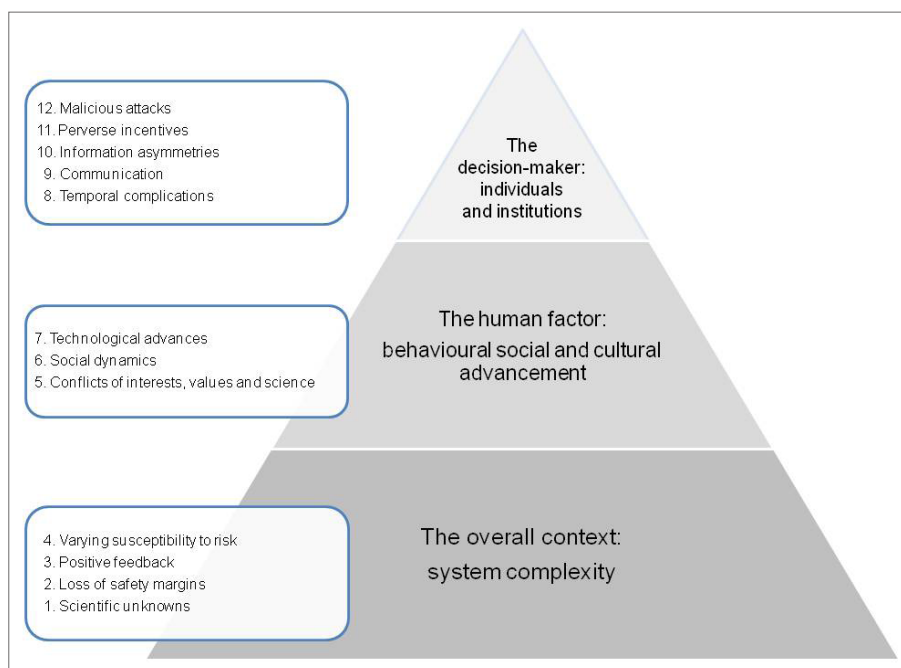 12. Malicious attacks
11. Perverse incentives
10. Information asymmetries
9. Communication
8. Temporal complications
The
decision-maker:
individuals
and institutions
7. Technological advances
6. Social dynamics
5. Conflicts of interests, values and science
The human factor:
behavioural social and cultural
advancement
4. Varying susceptibility to risk
3. Positive feedback
2. Loss of safety margins
1. Scientific unknowns
The overall context:
system complexity